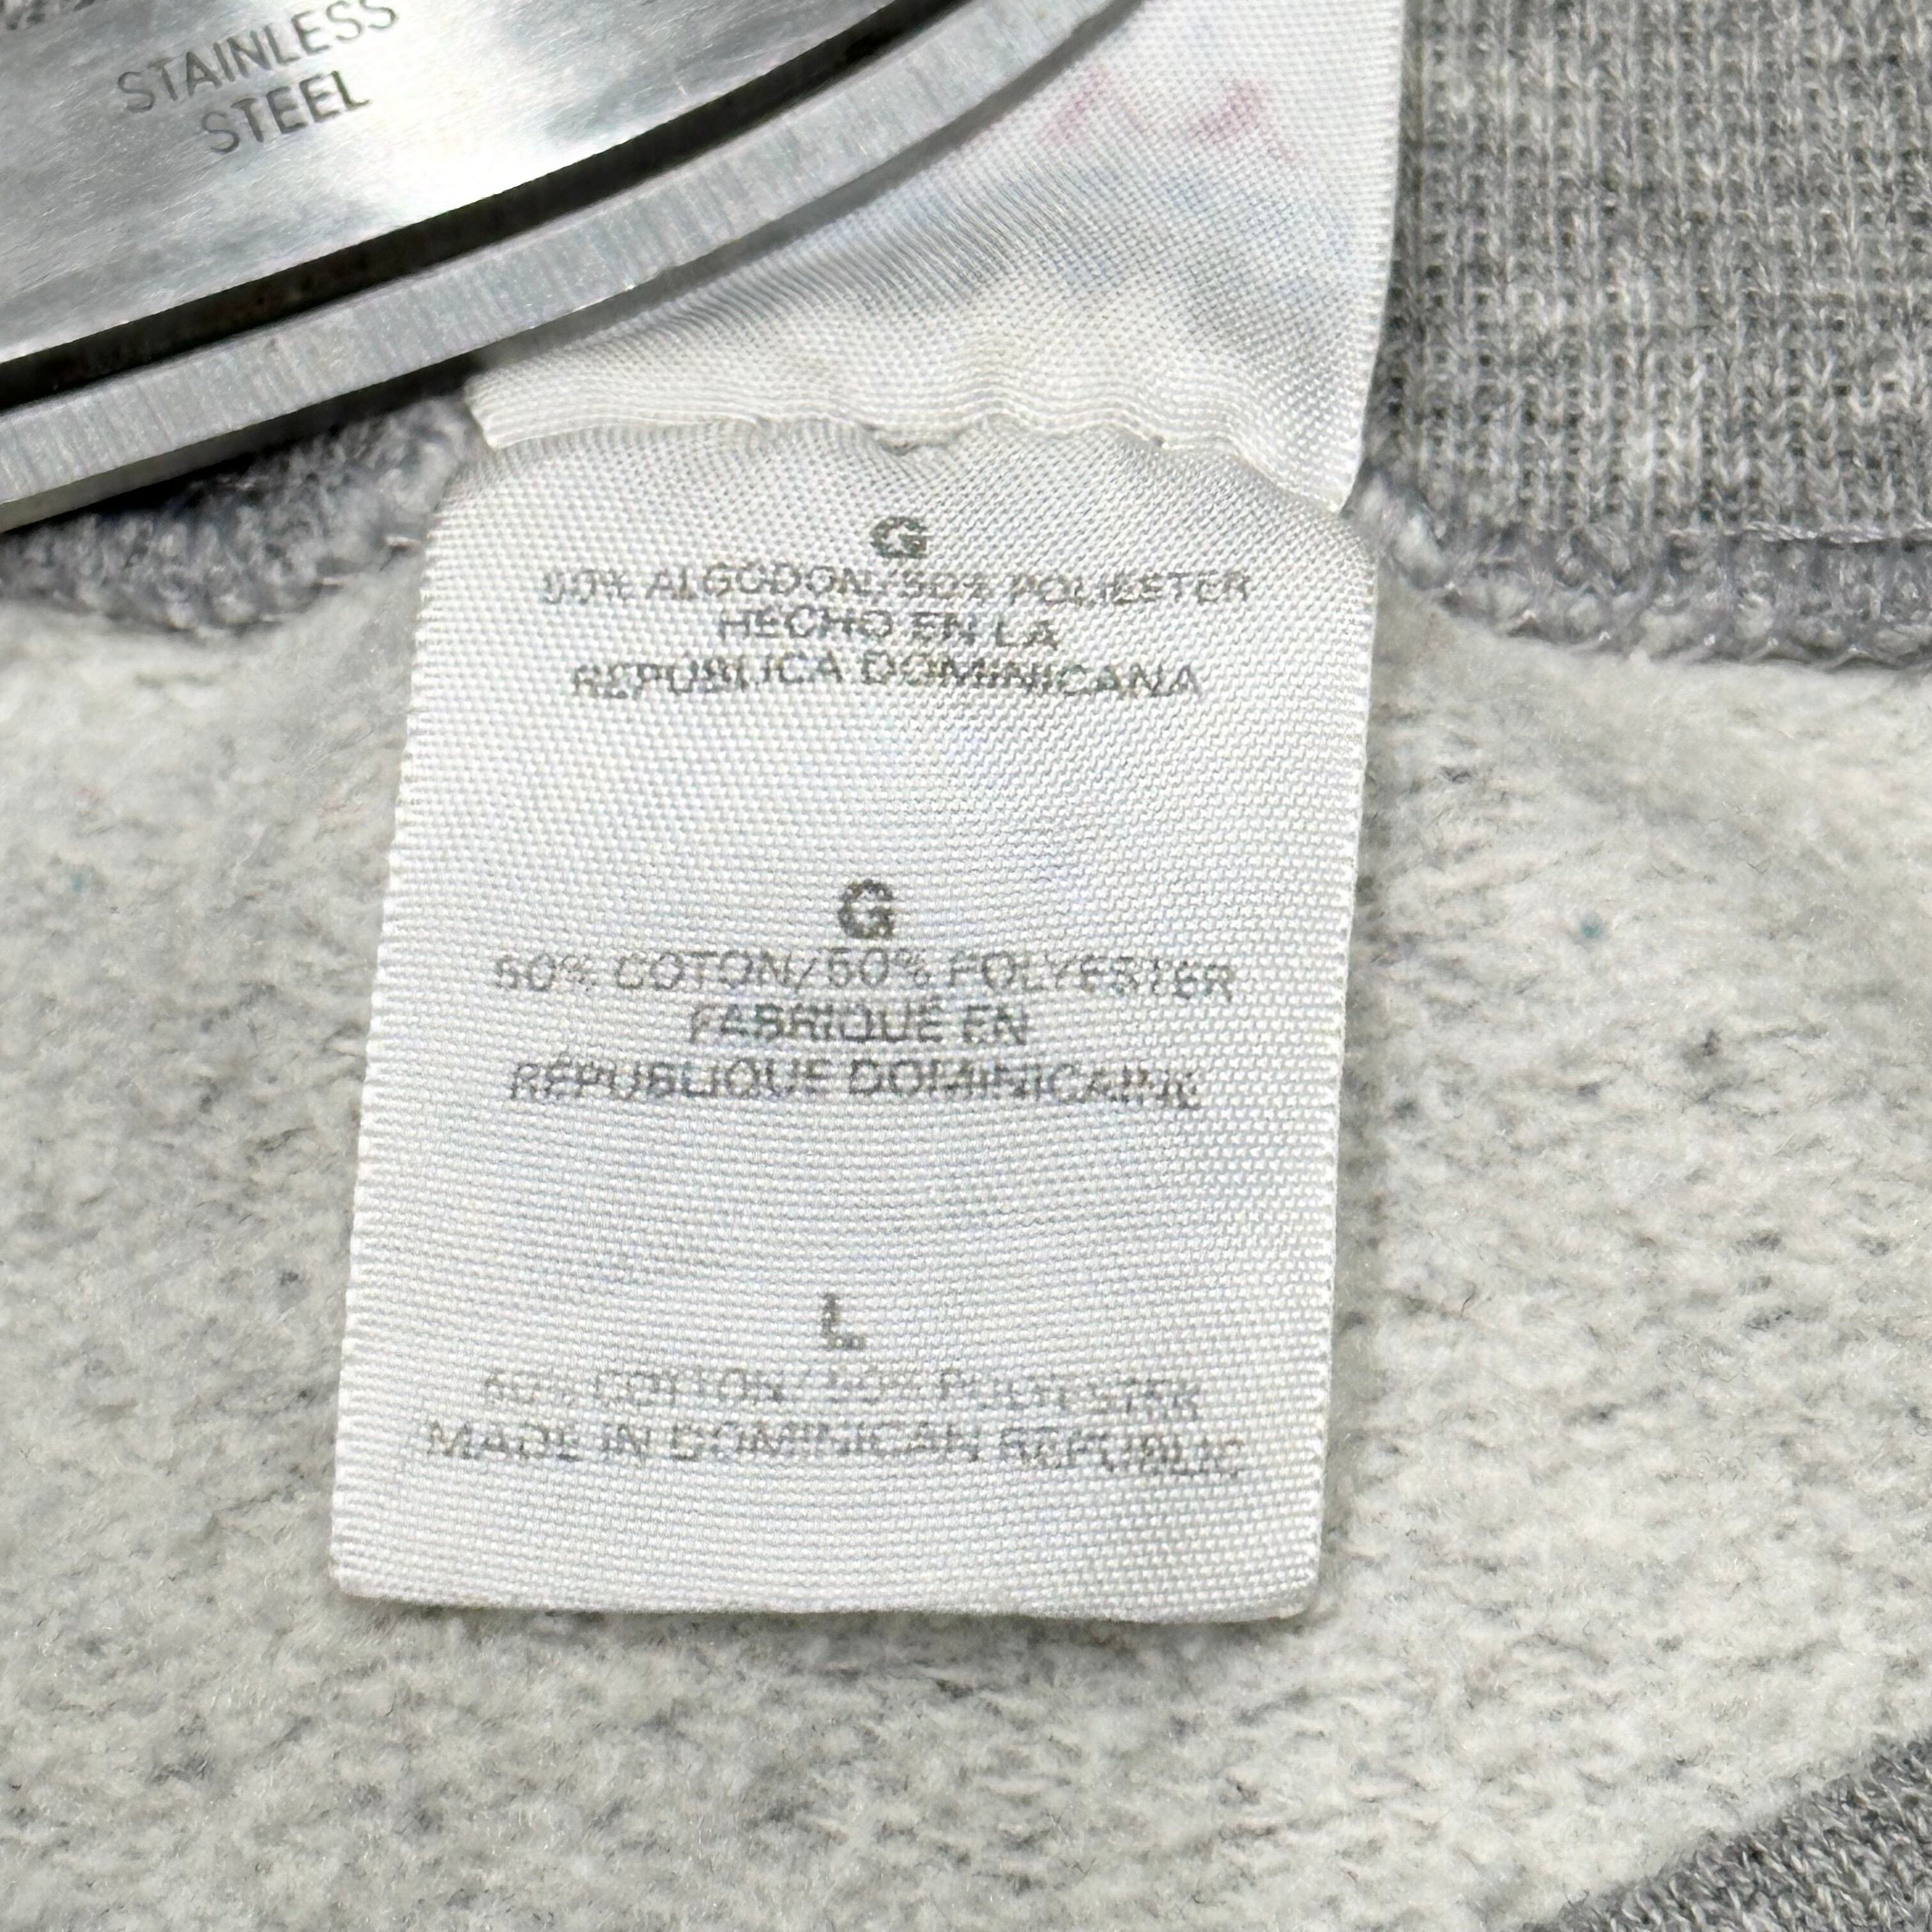 STAINLESS
STEEL
G
50% ALGODON/50% POLIESTER
HECHO EN LA
REPÚBLICA DOMINICANA
G
50% COTON/50% POLYESTER
FABRIQUÉ EN
RÉPUBLIQUE DOMINICAINE
L
50% COTTON/50% POLYESTER
MADE IN DOMINICAN REPUBLIC